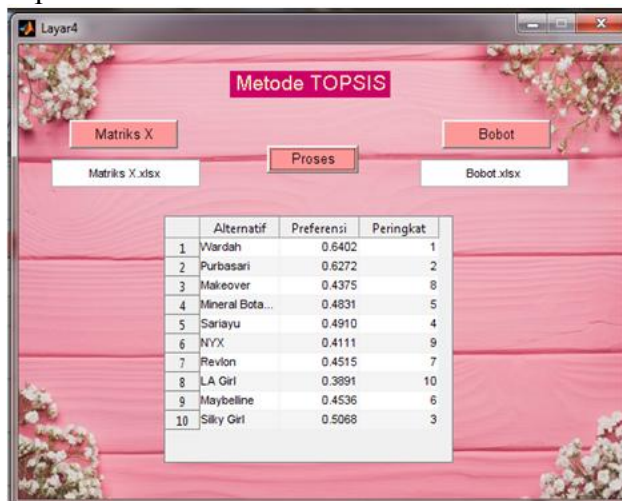 Layar4
Metode TOPSIS
Matriks X
Bobot
Proses
Matriks X.xlsx
Bobot.xlsx
Alternatif Preferensi Peringkat
1 Wardah 0.6402 1
2 Purbasari 0.6272 2
3 Makeover 0.4375 8
4 Mineral Bota... 0.4831 5
5 Sariayu 0.4910 4
6 NYX 0.4111 9
7 Revlon 0.4515 7
8 LA Girl 0.3891 10
9 Maybelline 0.4536 6
10 Silky Girl 0.5068 3